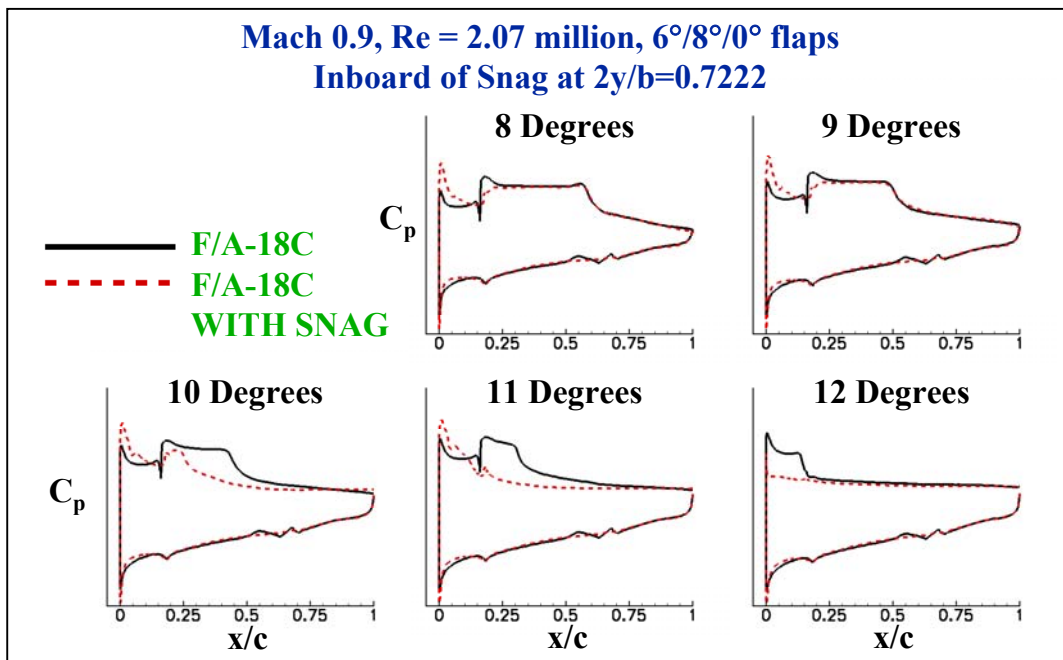 Mach 0.9, Re = 2.07 million, 6°/8°/0° flaps
Inboard of Snag at 2y/b=0.7222
8 Degrees
9 Degrees
C_p
F/A-18C
F/A-18C
WITH SNAG
0 0.25 0.5 0.75 1
0 0.25 0.5 0.75 1
10 Degrees
11 Degrees
12 Degrees
C_p
0 0.25 0.5 0.75 1
0 0.25 0.5 0.75 1
0 0.25 0.5 0.75 1
x/c
x/c
x/c